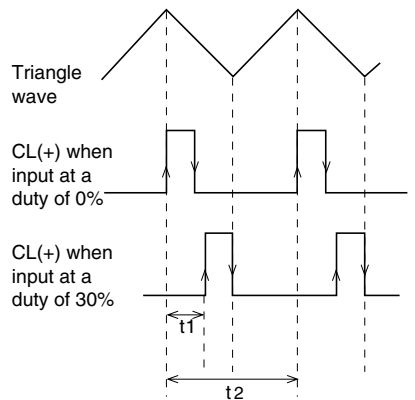 Triangle
wave
CL(+) when
input at a
duty of 0%
CL(+) when
input at a
duty of 30%
t1
t2